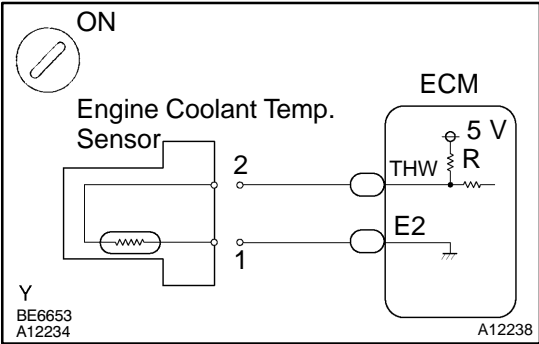 ON
Engine Coolant Temp.
Sensor
ECM
5 V
R
2
THW
1
E2
Y
BE6653
A12234
A12238